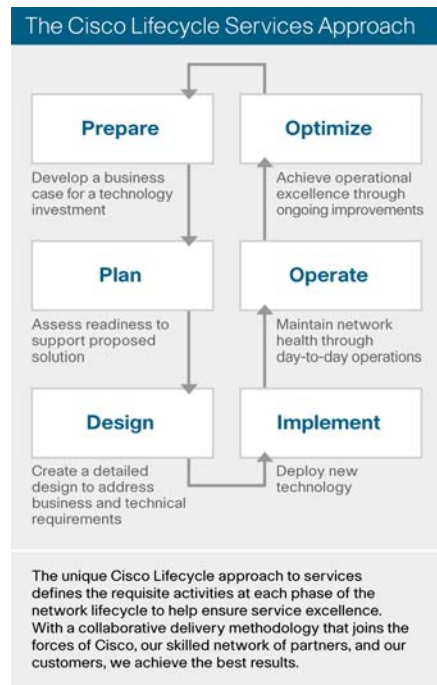 The Cisco Lifecycle Services Approach
Prepare
Develop a business
case for a technology
investment
Plan
Assess readiness to
support proposed
solution
Design
Create a detailed
design to address
business and technical
requirements
Implement
Deploy new
technology
Operate
Maintain network
health through
day-to-day operations
Optimize
Achieve operational
excellence through
ongoing improvements
The unique Cisco Lifecycle approach to services
defines the requisite activities at each phase of the
network lifecycle to help ensure service excellence.
With a collaborative delivery methodology that joins the
forces of Cisco, our skilled network of partners, and our
customers, we achieve the best results.